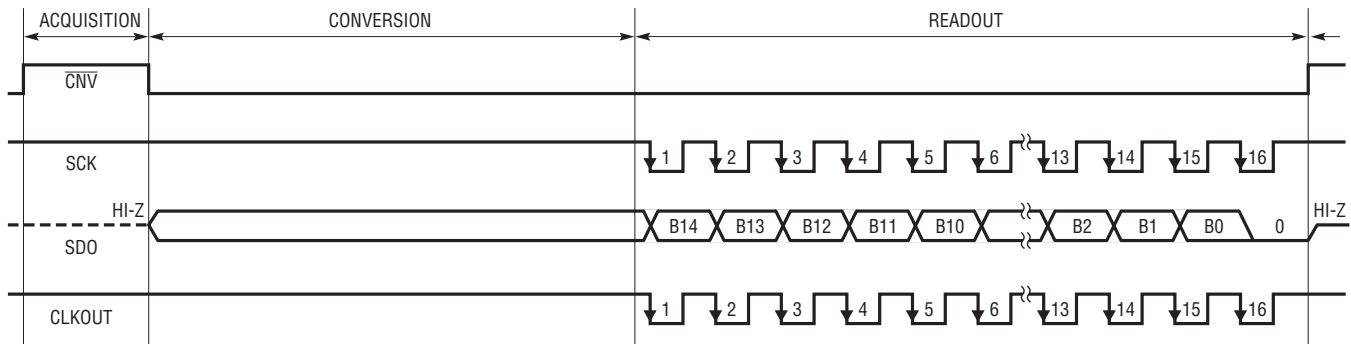 ACQUISITION CONVERSION READOUT
CNV
SCK 1 2 3 4 5 6 13 14 15 16
HI-Z B14 B13 B12 B11 B10 B2 B1 B0 0 HI-Z
SDO
CLKOUT 1 2 3 4 5 6 13 14 15 16